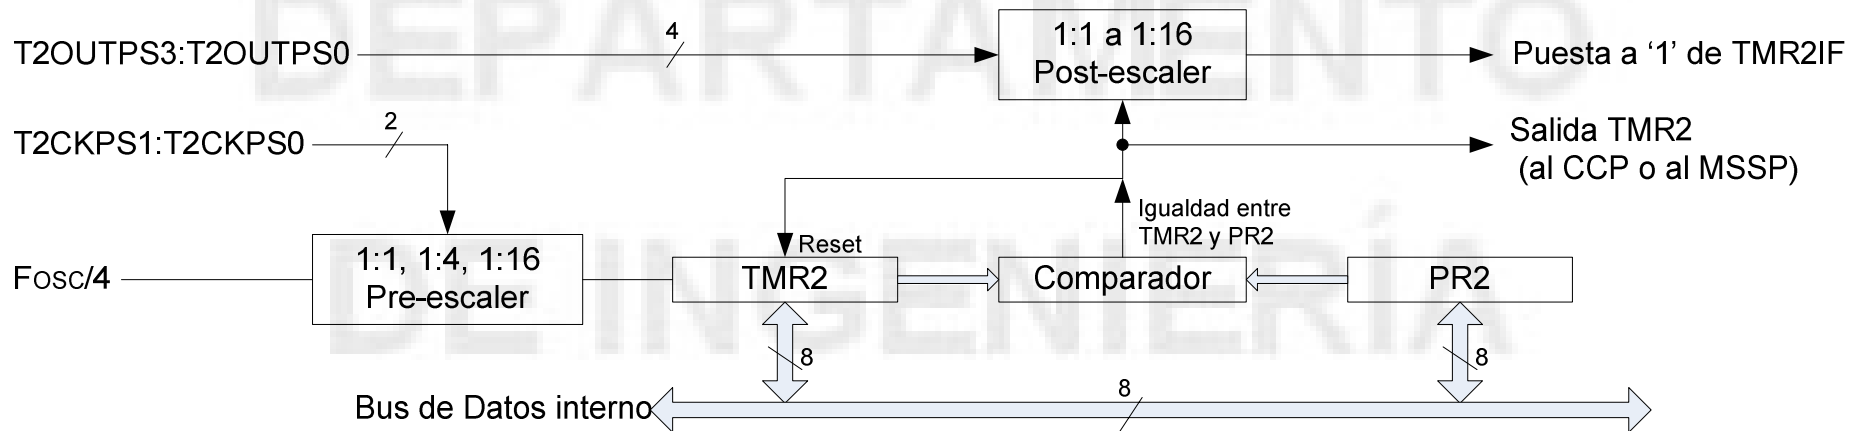 DEPARTAMENTO
DE INGENIERÍA
T2OUTPS3:T2OUTPS0
4
1:1 a 1:16
Post-escaler
Puesta a ‘1’ de TMR2IF
T2CKPS1:T2CKPS0
2
Salida TMR2
(al CCP o al MSSP)
Igualdad entre
TMR2 y PR2
Reset
FOSC/4
1:1, 1:4, 1:16
Pre-escaler
TMR2
Comparador
PR2
8
8
Bus de Datos interno
8